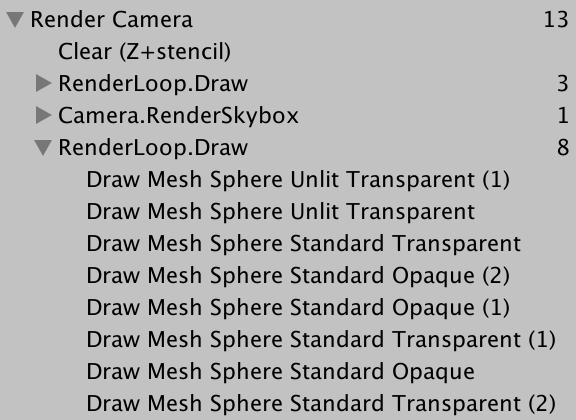 Render Camera 13
Clear (Z+stencil)
RenderLoop.Draw 3
Camera.RenderSkybox 1
RenderLoop.Draw 8
Draw Mesh Sphere Unlit Transparent (1)
Draw Mesh Sphere Unlit Transparent
Draw Mesh Sphere Standard Transparent
Draw Mesh Sphere Standard Opaque (2)
Draw Mesh Sphere Standard Opaque (1)
Draw Mesh Sphere Standard Transparent (1)
Draw Mesh Sphere Standard Opaque
Draw Mesh Sphere Standard Transparent (2)